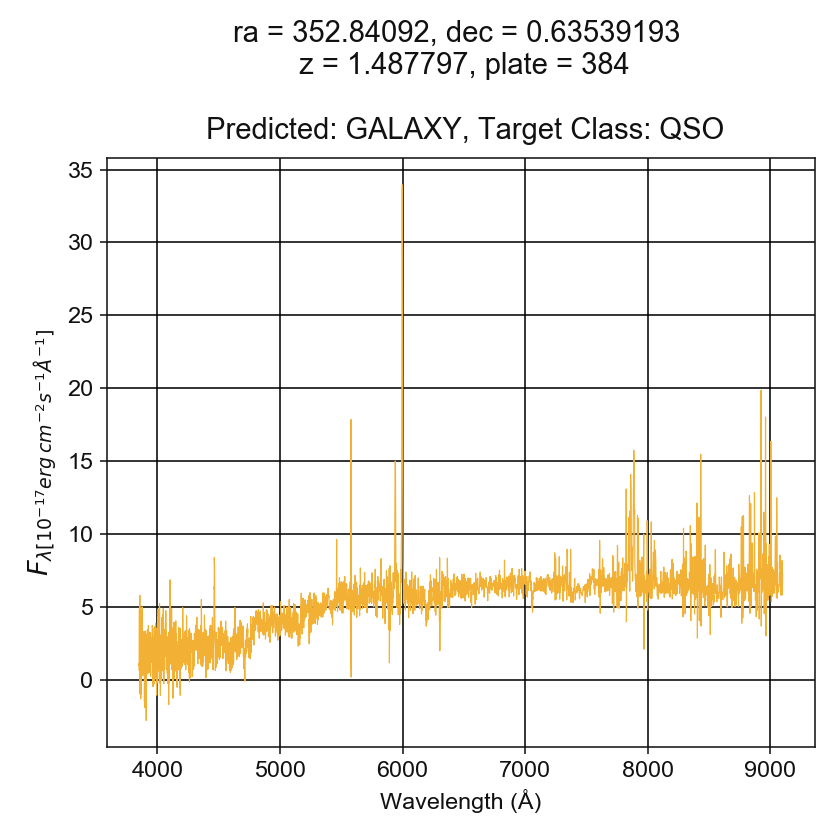 ra = 352.84092, dec = 0.63539193
z = 1.487797, plate = 384
Predicted: GALAXY, Target Class: QSO
35
30
25
20
15
10
5
0
F_{λ[10^{−17}erg cm^{−2}s^{−1}Å^{−1}]}
4000 5000 6000 7000 8000 9000
Wavelength (Å)